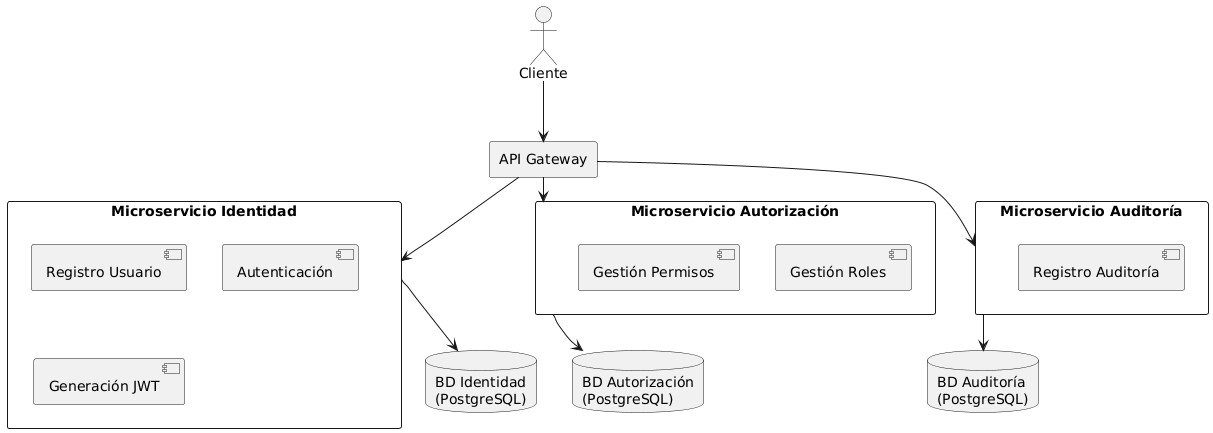 Cliente
API Gateway
Microservicio Identidad
Registro Usuario
Autenticación
Generación JWT
Microservicio Autorización
Gestión Permisos
Gestión Roles
Microservicio Auditoría
Registro Auditoría
BD Identidad
(PostgreSQL)
BD Autorización
(PostgreSQL)
BD Auditoría
(PostgreSQL)